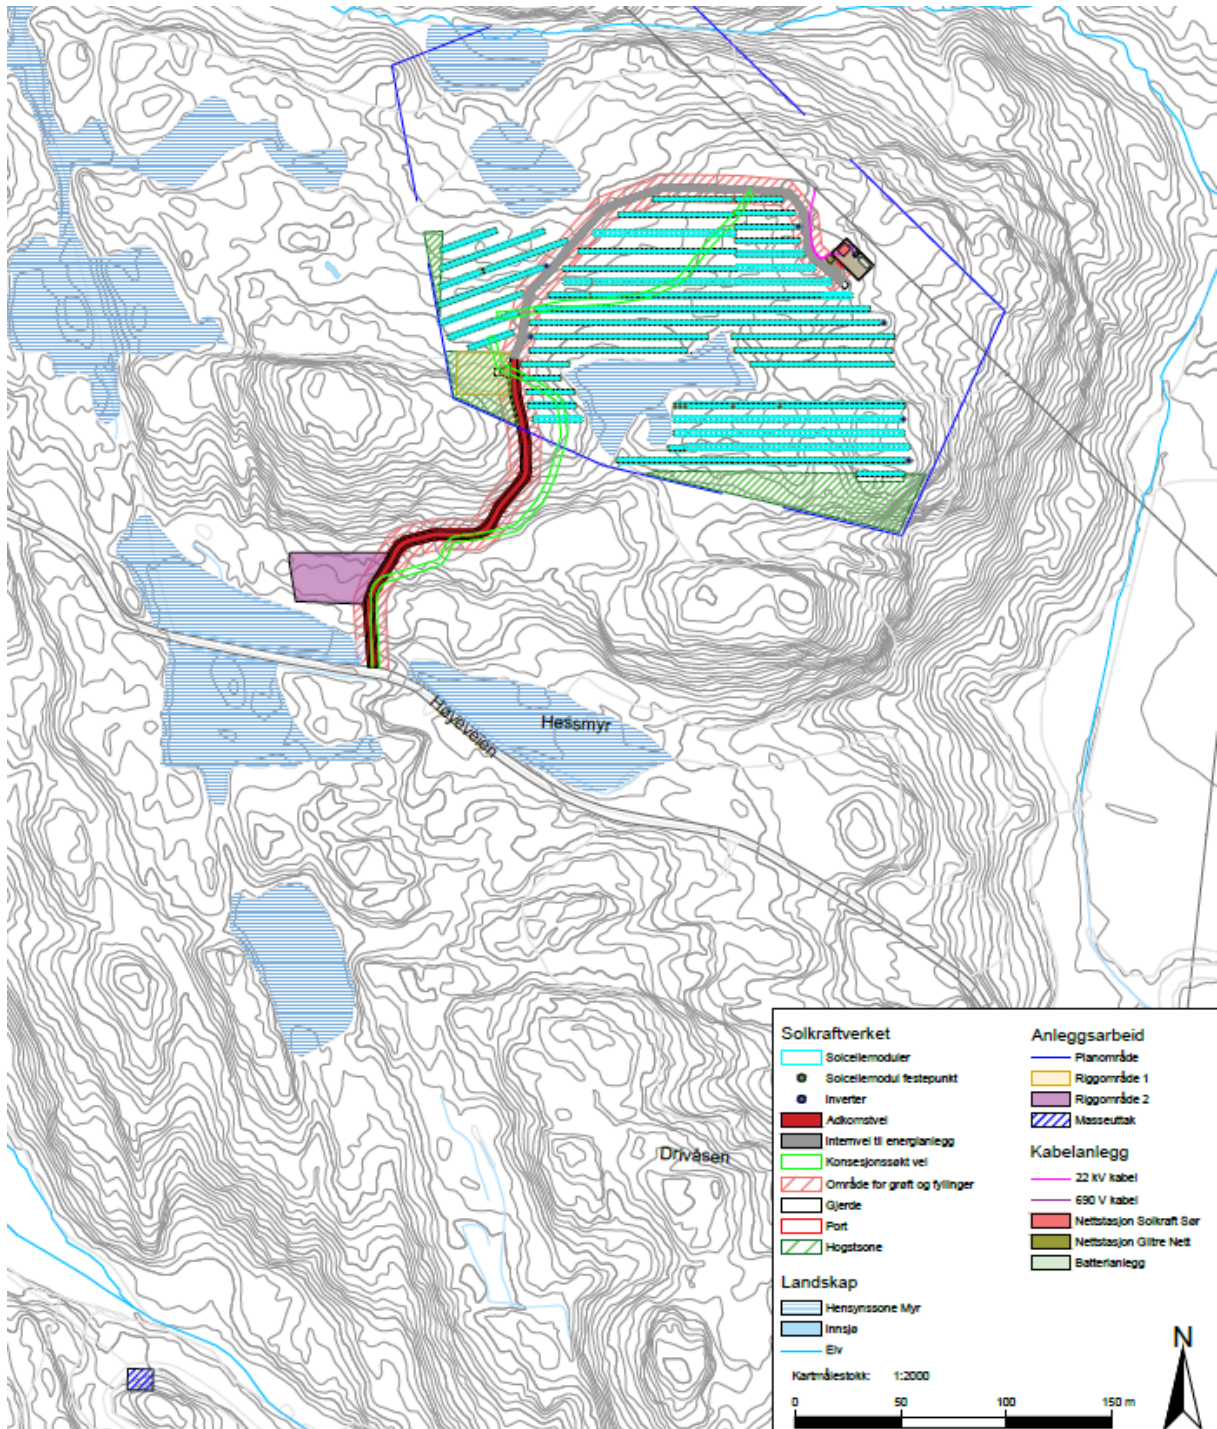 Høyeveien
Hessmyr
Drivåsen
Solkraftverket
Solcellemoduler
Solcellemodul festepunkt
Inverter
Adkomstvei
Internvei til energianlegg
Konsesjonssøkt vei
Område for grøft og fyllinger
Gjerde
Port
Hogstsone
Landskap
Hensynssone Myr
Innsjø
Elv
Kartmålestokk: 1:2000
0 50 100 150 m
Anleggsarbeid
Planområde
Riggområde 1
Riggområde 2
Masseuttak
Kabelanlegg
22 kV kabel
690 V kabel
Nettstasjon Solkraft Sør
Nettstasjon Glitre Nett
Batterianlegg
N